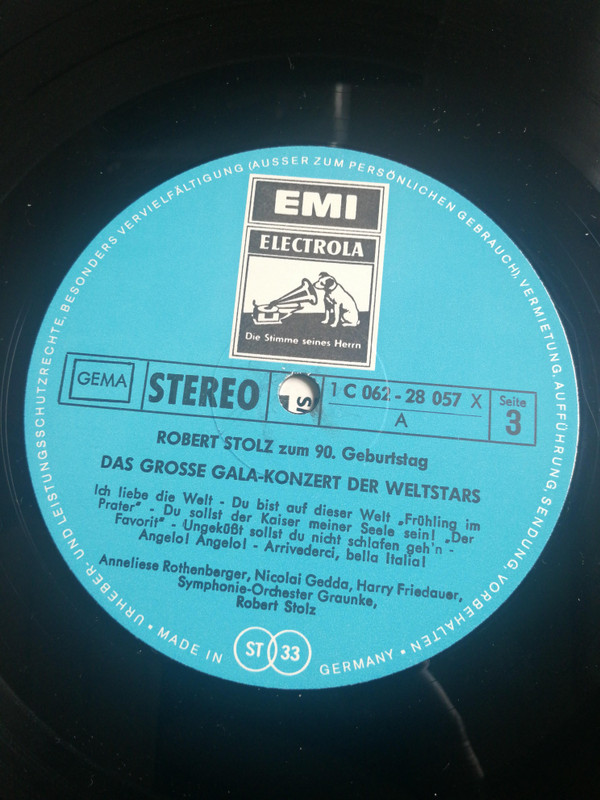 EMI
ELECTROLA
Die Stimme seines Herrn
GEMA
STEREO
1 C 062-28 057 X
A
Seite
3
ROBERT STOLZ zum 90. Geburtstag
DAS GROSSE GALA-KONZERT DER WELTSTARS
Ich liebe die Welt - Du bist auf dieser Welt „Frühling im
Prater" - Du sollst der Kaiser meiner Seele sein! „Der
Favorit" - Ungeküßt sollst du nicht schlafen geh'n -
Angelo! Angelo! - Arrivederci, bella Italia!
Anneliese Rothenberger, Nicolai Gedda, Harry Friedauer,
Symphonie-Orchester Graunke,
Robert Stolz
ST 33
URHEBER- UND LEISTUNGSSCHUTZRECHTE, BESONDERS VERVIELFÄLTIGUNG (AUSSER ZUM PERSÖNLICHEN GEBRAUCH), VERMIETUNG, AUFFÜHRUNG, SENDUNG, VORBEHALTEN • MADE IN GERMANY •